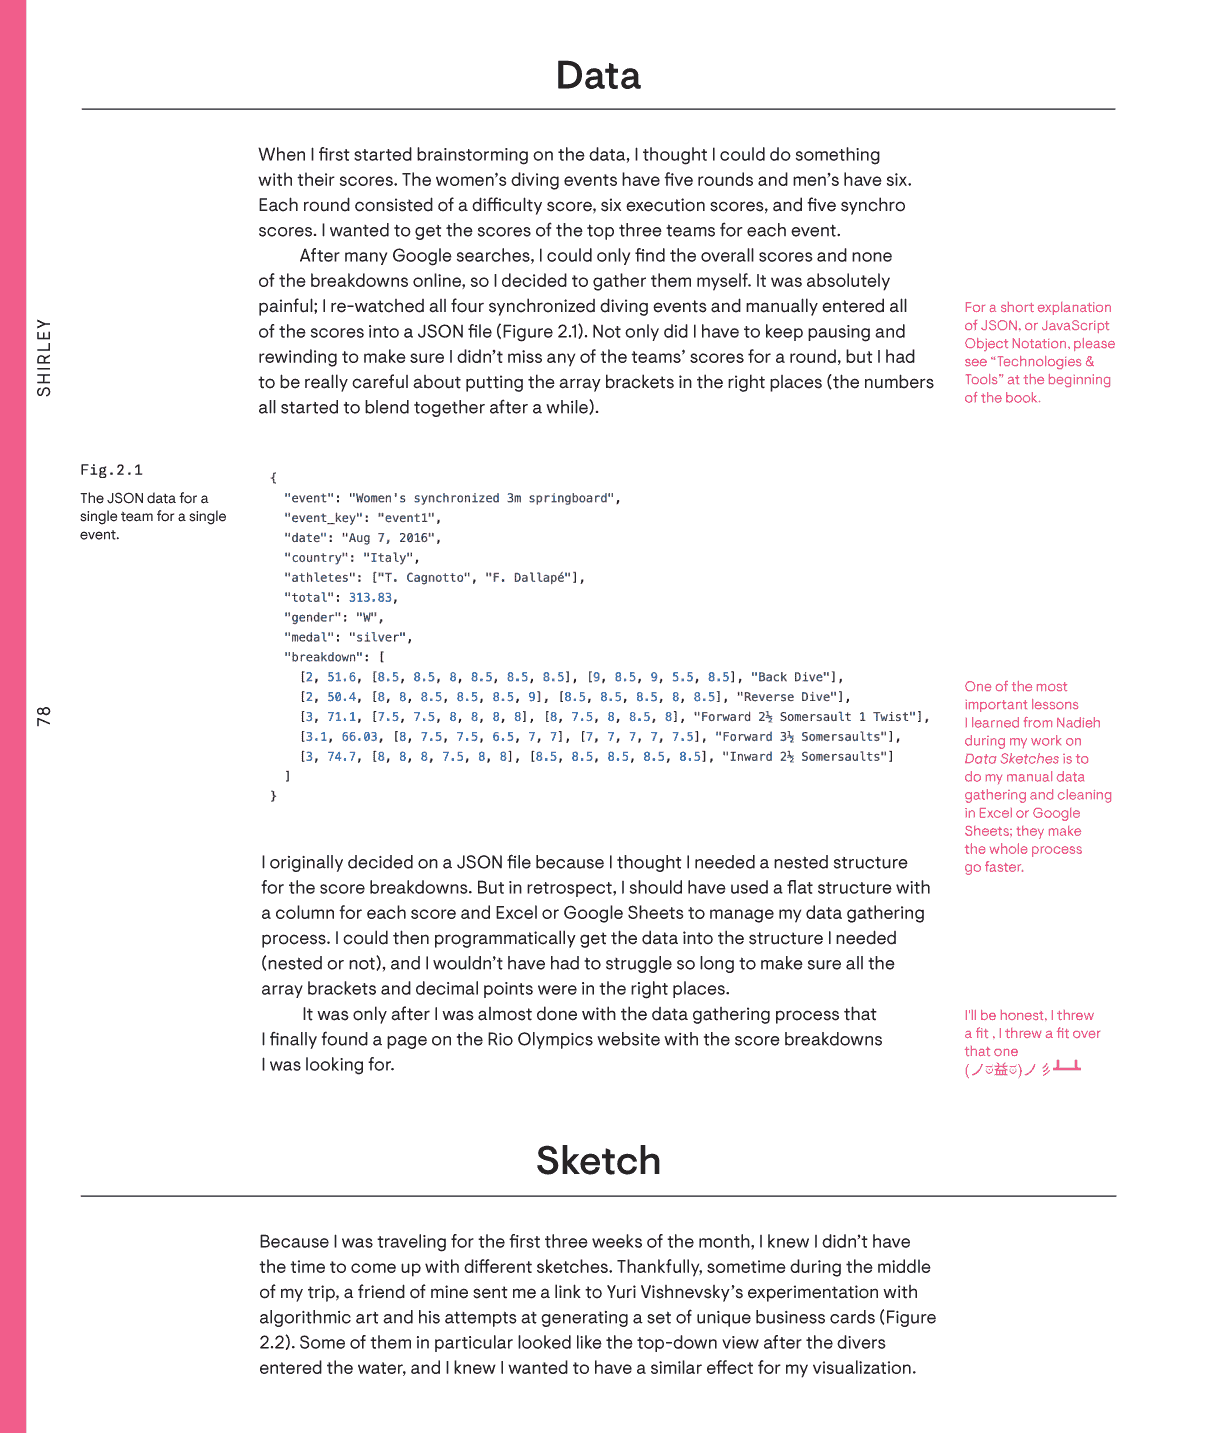 Data
When I first started brainstorming on the data, I thought I could do something
with their scores. The women’s diving events have five rounds and men’s have six.
Each round consisted of a difficulty score, six execution scores, and five synchro
scores. I wanted to get the scores of the top three teams for each event.
After many Google searches, I could only find the overall scores and none
of the breakdowns online, so I decided to gather them myself. It was absolutely
painful; I re-watched all four synchronized diving events and manually entered all
of the scores into a JSON file (Figure 2.1). Not only did I have to keep pausing and
rewinding to make sure I didn’t miss any of the teams’ scores for a round, but I had
to be really careful about putting the array brackets in the right places (the numbers
all started to blend together after a while).
For a short explanation
of JSON, or JavaScript
Object Notation, please
see “Technologies &
Tools” at the beginning
of the book.
SHIRLEY
78
Fig.2.1
The JSON data for a
single team for a single
event.
{
"event": "Women's synchronized 3m springboard",
"event_key": "event1",
"date": "Aug 7, 2016",
"country": "Italy",
"athletes": ["T. Cagnotto", "F. Dallapé"],
"total": 313.83,
"gender": "W",
"medal": "silver",
"breakdown": [
[2, 51.6, [8.5, 8.5, 8, 8.5, 8.5, 8.5], [9, 8.5, 9, 5.5, 8.5], "Back Dive"],
[2, 50.4, [8, 8, 8.5, 8.5, 8.5, 9], [8.5, 8.5, 8.5, 8, 8.5], "Reverse Dive"],
[3, 71.1, [7.5, 7.5, 8, 8, 8, 8], [8, 7.5, 8, 8.5, 8], "Forward 2½ Somersault 1 Twist"],
[3.1, 66.03, [8, 7.5, 7.5, 6.5, 7, 7], [7, 7, 7, 7, 7.5], "Forward 3½ Somersaults"],
[3, 74.7, [8, 8, 8, 7.5, 8, 8], [8.5, 8.5, 8.5, 8.5, 8.5], "Inward 2½ Somersaults"]
]
}
One of the most
important lessons
I learned from Nadieh
during my work on
Data Sketches is to
do my manual data
gathering and cleaning
in Excel or Google
Sheets; they make
the whole process
go faster.
I originally decided on a JSON file because I thought I needed a nested structure
for the score breakdowns. But in retrospect, I should have used a flat structure with
a column for each score and Excel or Google Sheets to manage my data gathering
process. I could then programmatically get the data into the structure I needed
(nested or not), and I wouldn’t have had to struggle so long to make sure all the
array brackets and decimal points were in the right places.
It was only after I was almost done with the data gathering process that
I finally found a page on the Rio Olympics website with the score breakdowns
I was looking for.
I'll be honest, I threw
a fit , I threw a fit over
that one
(ノಠ益ಠ)ノ彡┻━┻
Sketch
Because I was traveling for the first three weeks of the month, I knew I didn’t have
the time to come up with different sketches. Thankfully, sometime during the middle
of my trip, a friend of mine sent me a link to Yuri Vishnevsky’s experimentation with
algorithmic art and his attempts at generating a set of unique business cards (Figure
2.2). Some of them in particular looked like the top-down view after the divers
entered the water, and I knew I wanted to have a similar effect for my visualization.